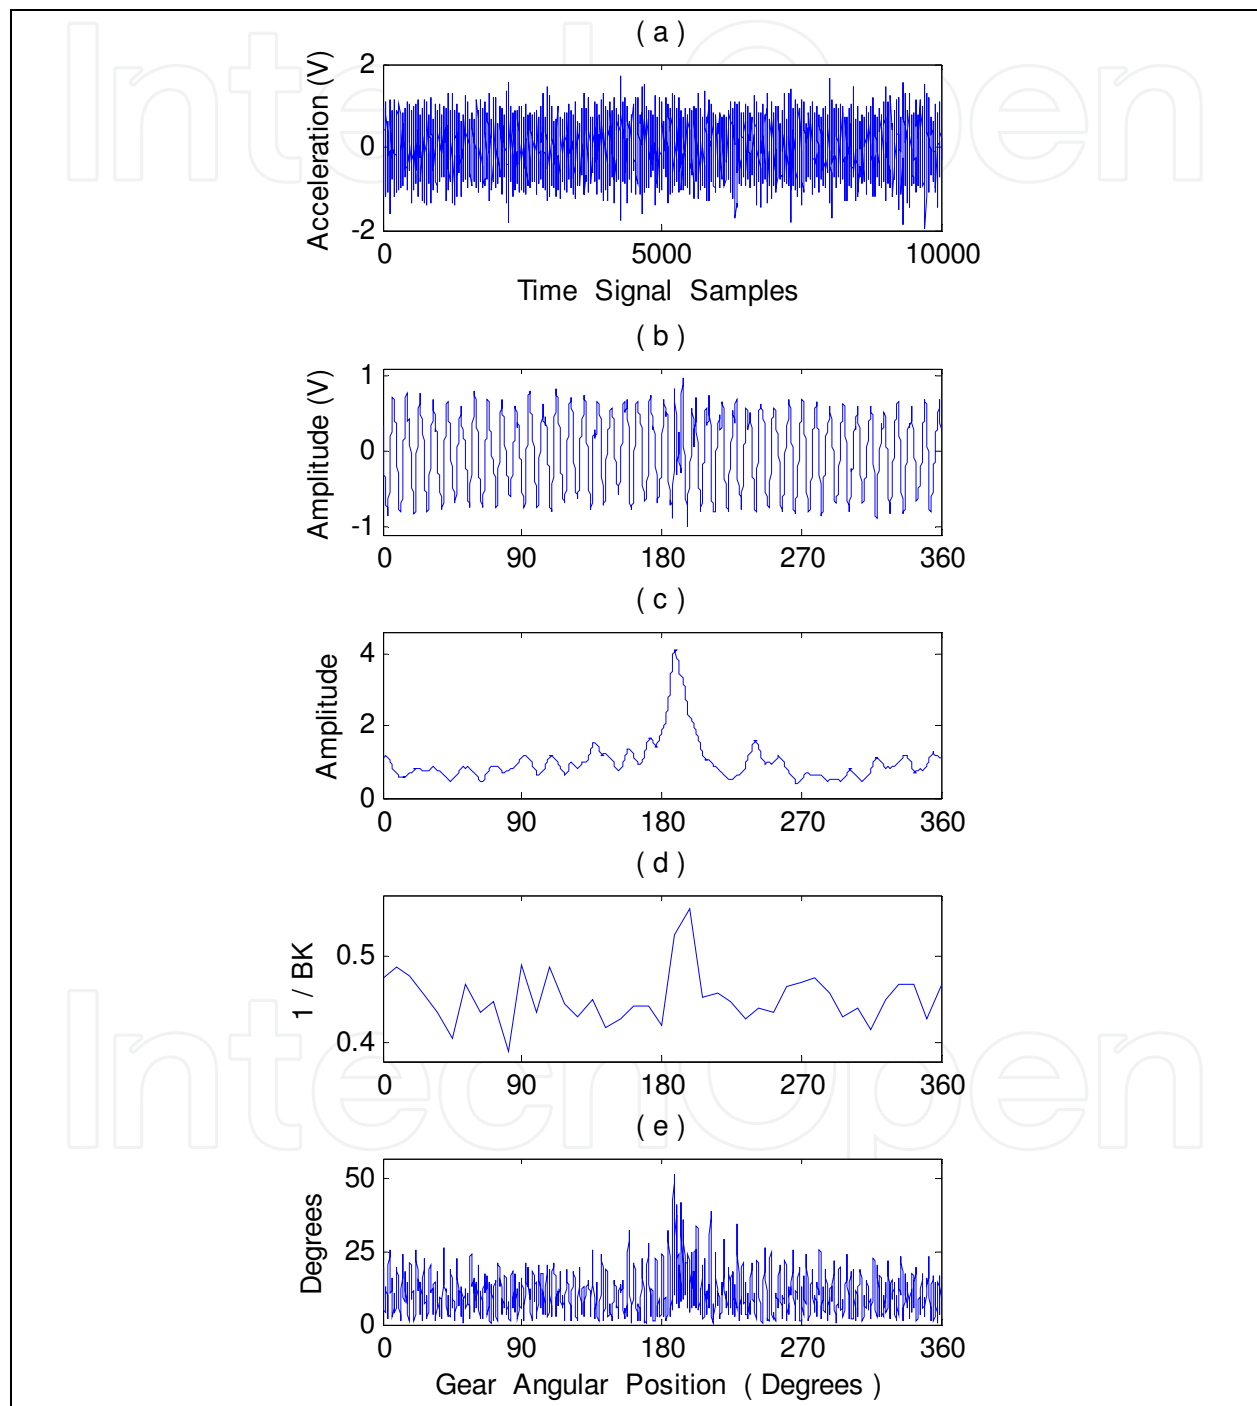 ( a )
Acceleration (V)
2
0
-2
0 5000 10000
Time Signal Samples
( b )
Amplitude (V)
1
0
-1
0 90 180 270 360
( c )
Amplitude
4
2
0
0 90 180 270 360
( d )
1 / BK
0.5
0.4
0 90 180 270 360
( e )
Degrees
50
25
0
0 90 180 270 360
Gear Angular Position ( Degrees )
IntechOpen
IntechOpen